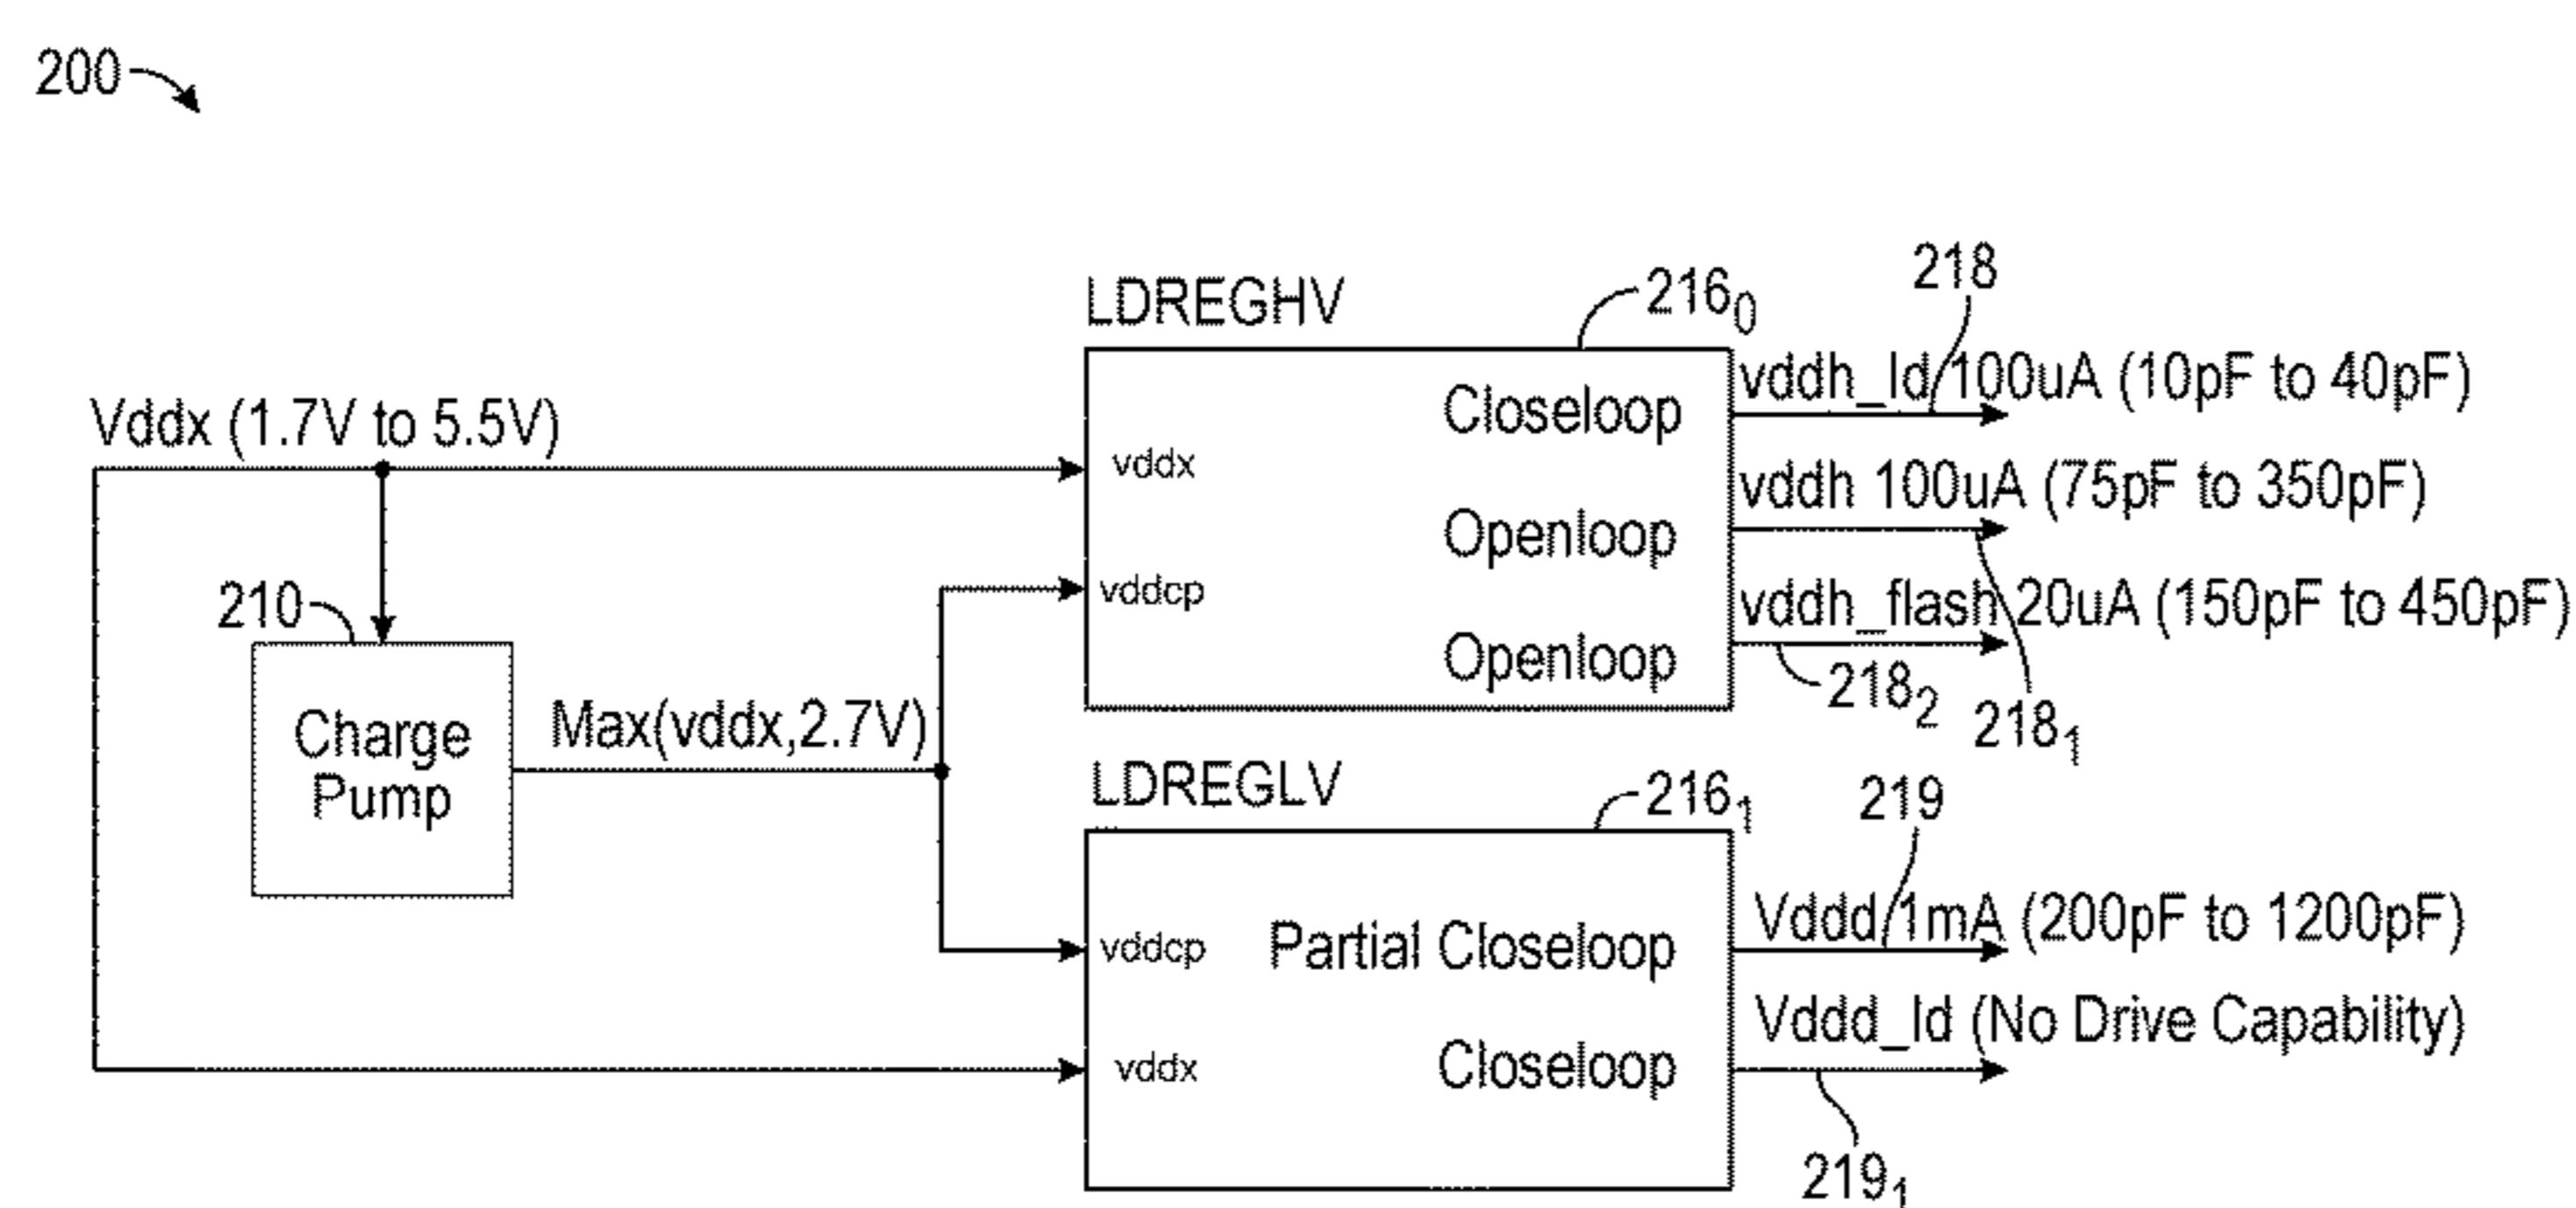 200
LDREGHV
216₀
218
Vddx (1.7V to 5.5V)
vddx
Closeloop
vddh_ld 100uA (10pF to 40pF)
Openloop
vddh 100uA (75pF to 350pF)
210
vddcp
Openloop
vddh_flash 20uA (150pF to 450pF)
218₂
218₁
Charge
Pump
Max(vddx,2.7V)
LDREGLV
216₁
219
vddcp
Partial Closeloop
Vddd 1mA (200pF to 1200pF)
vddx
Closeloop
Vddd_ld (No Drive Capability)
219₁